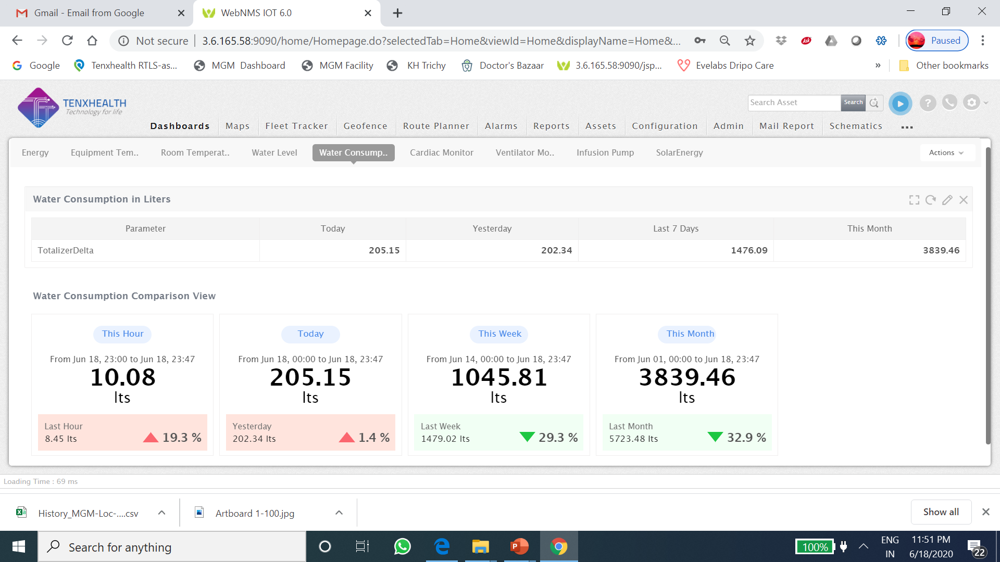 Gmail - Email from Google
WebNMS IOT 6.0
Not secure 3.6.165.58:9090/home/Homepage.do?selectedTab=Home&viewId=Home&displayName=Home&... Ask Paused
Google Tenxhealth RTLS-as... MGM Dashboard MGM Facility KH Trichy Doctor's Bazaar 3.6.165.58:9090/jsp... Evelabs Dripo Care » Other bookmarks
TENXHEALTH
Technology for life
Search Asset Search
Dashboards Maps Fleet Tracker Geofence Route Planner Alarms Reports Assets Configuration Admin Mail Report Schematics ...
Energy Equipment Tem.. Room Temperat.. Water Level Water Consump.. Cardiac Monitor Ventilator Mo.. Infusion Pump SolarEnergy Actions
Water Consumption in Liters
Parameter Today Yesterday Last 7 Days This Month
TotalizerDelta 205.15 202.34 1476.09 3839.46
Water Consumption Comparison View
This Hour
From Jun 18, 23:00 to Jun 18, 23:47
10.08
lts
Last Hour
8.45 lts
19.3 %
Today
From Jun 18, 00:00 to Jun 18, 23:47
205.15
lts
Yesterday
202.34 lts
1.4 %
This Week
From Jun 14, 00:00 to Jun 18, 23:47
1045.81
lts
Last Week
1479.02 lts
29.3 %
This Month
From Jun 01, 00:00 to Jun 18, 23:47
3839.46
lts
Last Month
5723.48 lts
32.9 %
Loading Time : 69 ms
History_MGM-Loc-....csv Artboard 1-100.jpg Show all
Search for anything
100%
ENG
IN
11:51 PM
6/18/2020
22